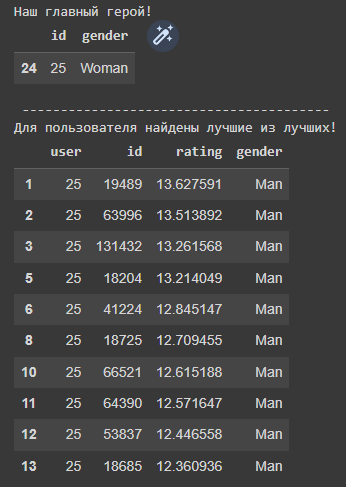 Наш главный герой!
id gender
24 25 Woman
----------------------------------------
Для пользователя найдены лучшие из лучших!
user id rating gender
1 25 19489 13.627591 Man
2 25 63996 13.513892 Man
3 25 131432 13.261568 Man
5 25 18204 13.214049 Man
6 25 41224 12.845147 Man
8 25 18725 12.709455 Man
10 25 66521 12.615188 Man
11 25 64390 12.571647 Man
12 25 53837 12.446558 Man
13 25 18685 12.360936 Man